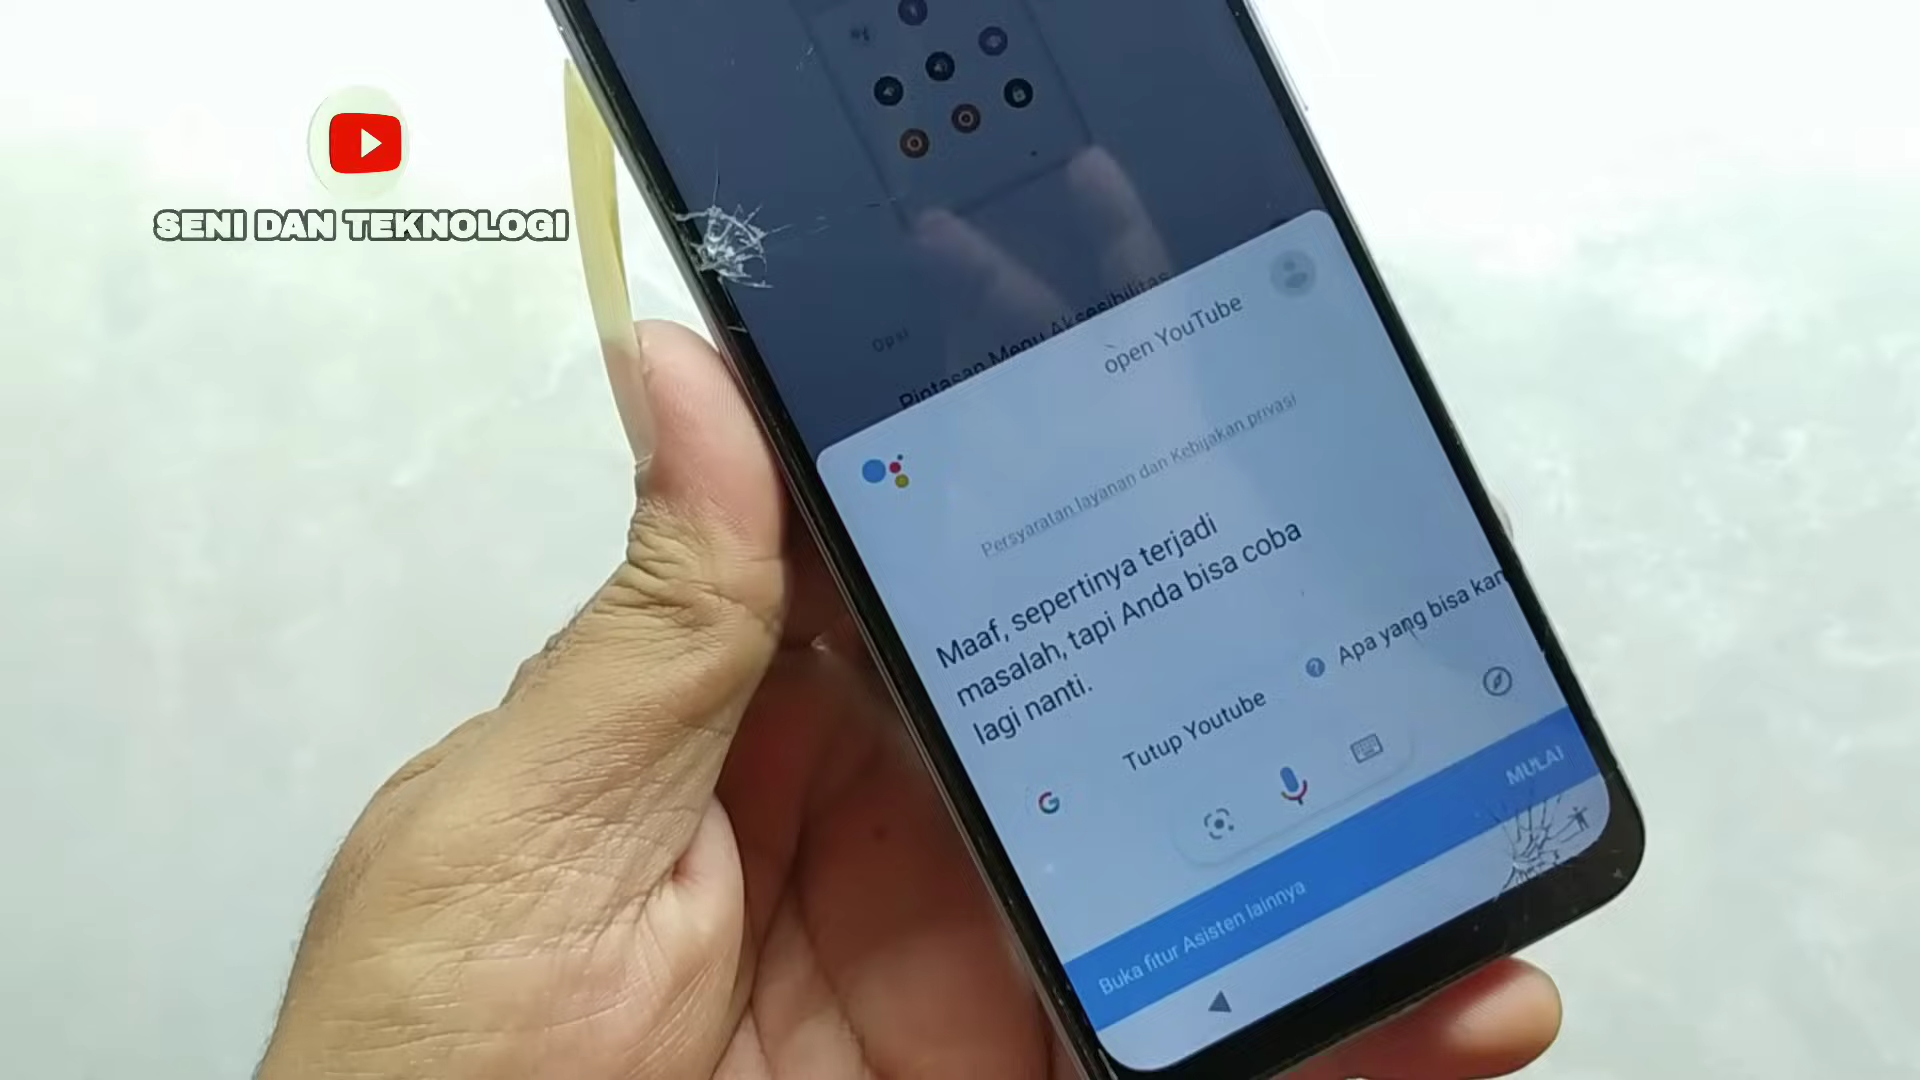 SENI DAN TEKNOLOGI
Opsi
Pintasan Menu Aksesibilitas
open YouTube
Persyaratan layanan dan Kebijakan privasi
Maaf, sepertinya terjadi
masalah, tapi Anda bisa coba
lagi nanti.
Tutup Youtube
Apa yang bisa kam
MULAI
Buka fitur Asisten lainnya